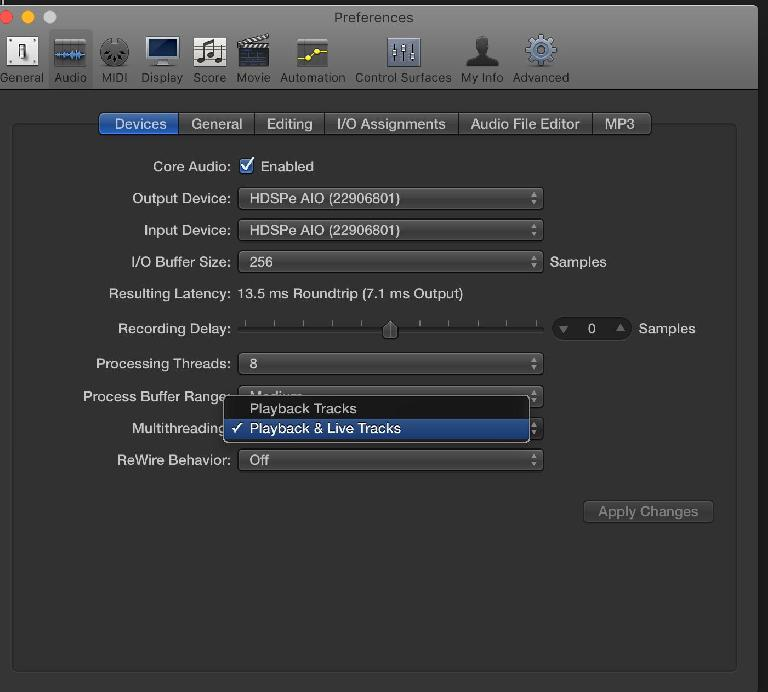 Preferences
General Audio MIDI Display Score Movie Automation Control Surfaces My Info Advanced
Devices General Editing I/O Assignments Audio File Editor MP3
Core Audio: Enabled
Output Device: HDSPe AIO (22906801)
Input Device: HDSPe AIO (22906801)
I/O Buffer Size: 256 Samples
Resulting Latency: 13.5 ms Roundtrip (7.1 ms Output)
Recording Delay: 0 Samples
Processing Threads: 8
Process Buffer Range: Medium
Playback Tracks
Multithreading ✓ Playback & Live Tracks
ReWire Behavior: Off
Apply Changes